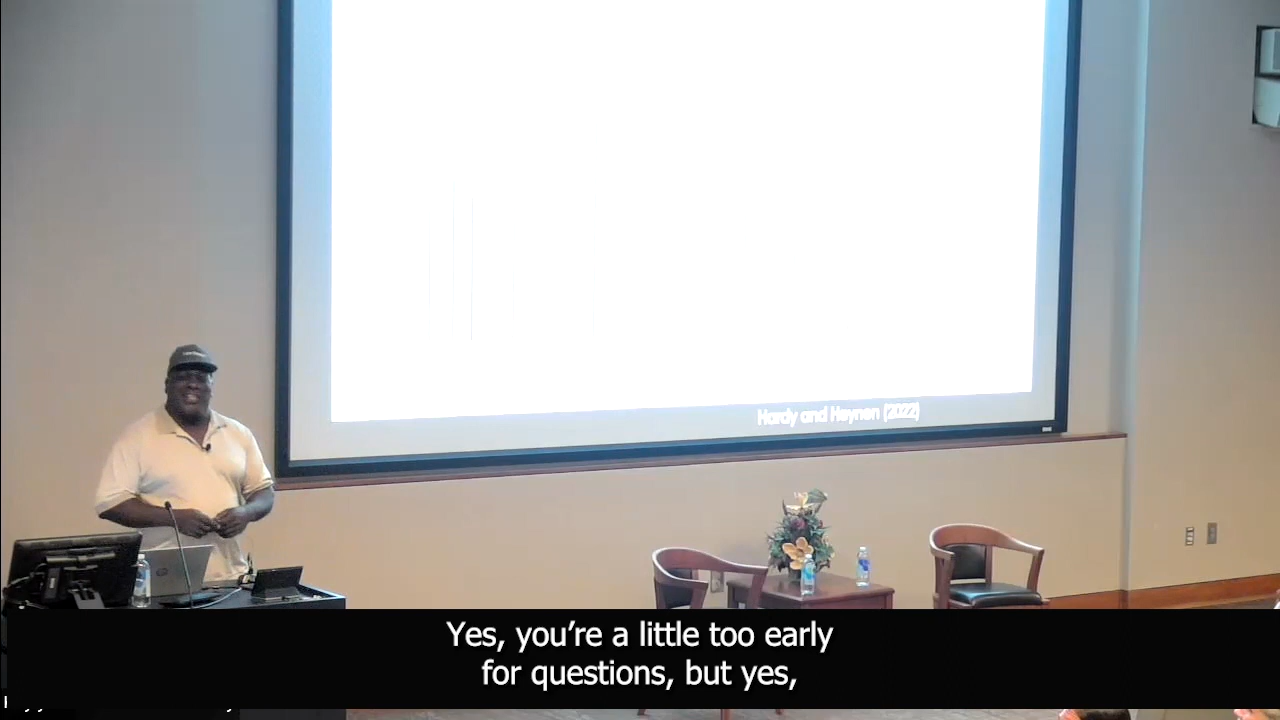 Hardy and Heynen (2022)
Yes, you’re a little too early
for questions, but yes,